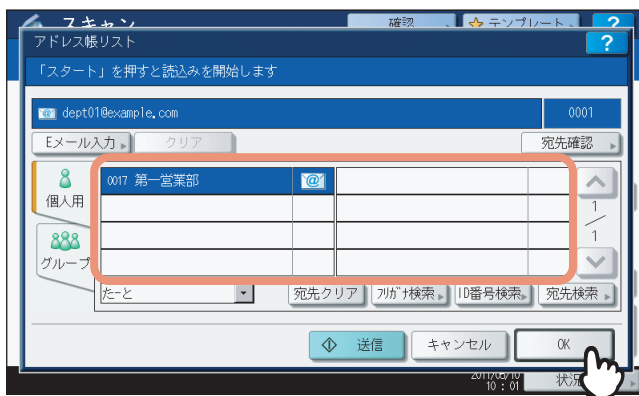 スキャン 確認 テンプレート ?
アドレス帳リスト ?
「スタート」を押すと読込みを開始します
dept01@example.com 0001
Eメール入力 クリア 宛先確認
個人用 0017 第一営業部
1
1
グループ
たーと 宛先クリア フリガナ検索 ID番号検索 宛先検索
送信 キャンセル OK
2011/05/10
10:01 状況